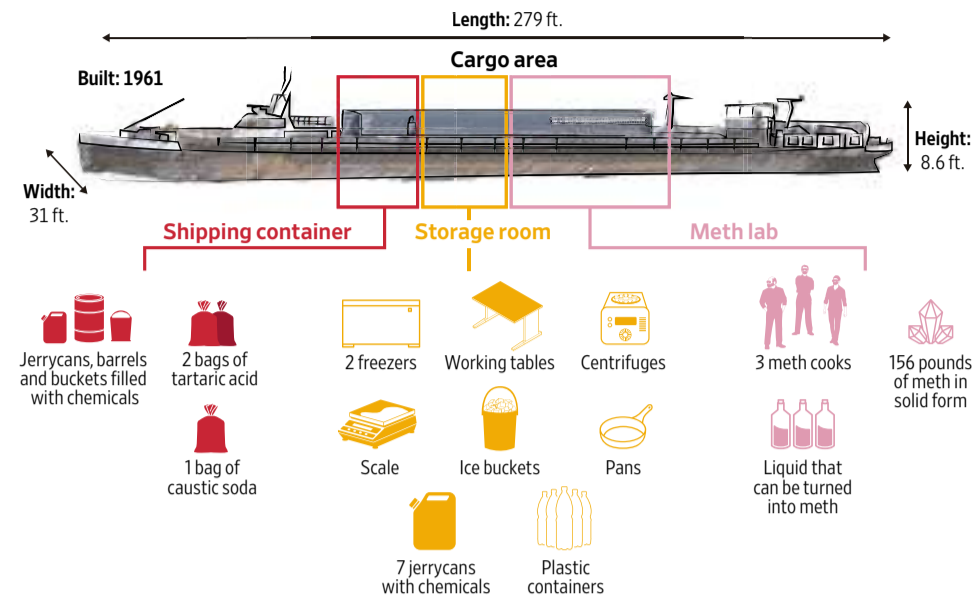 Length: 279 ft.
Cargo area
Built: 1961
Height:
8.6 ft.
Width:
31 ft.
Shipping container
Storage room
Meth lab
Jerrycans, barrels
and buckets filled
with chemicals
2 bags of
tartaric acid
1 bag of
caustic soda
2 freezers
Working tables
Centrifuges
Scale
Ice buckets
Pans
7 jerrycans
with chemicals
Plastic
containers
3 meth cooks
156 pounds
of meth in
solid form
Liquid that
can be turned
into meth